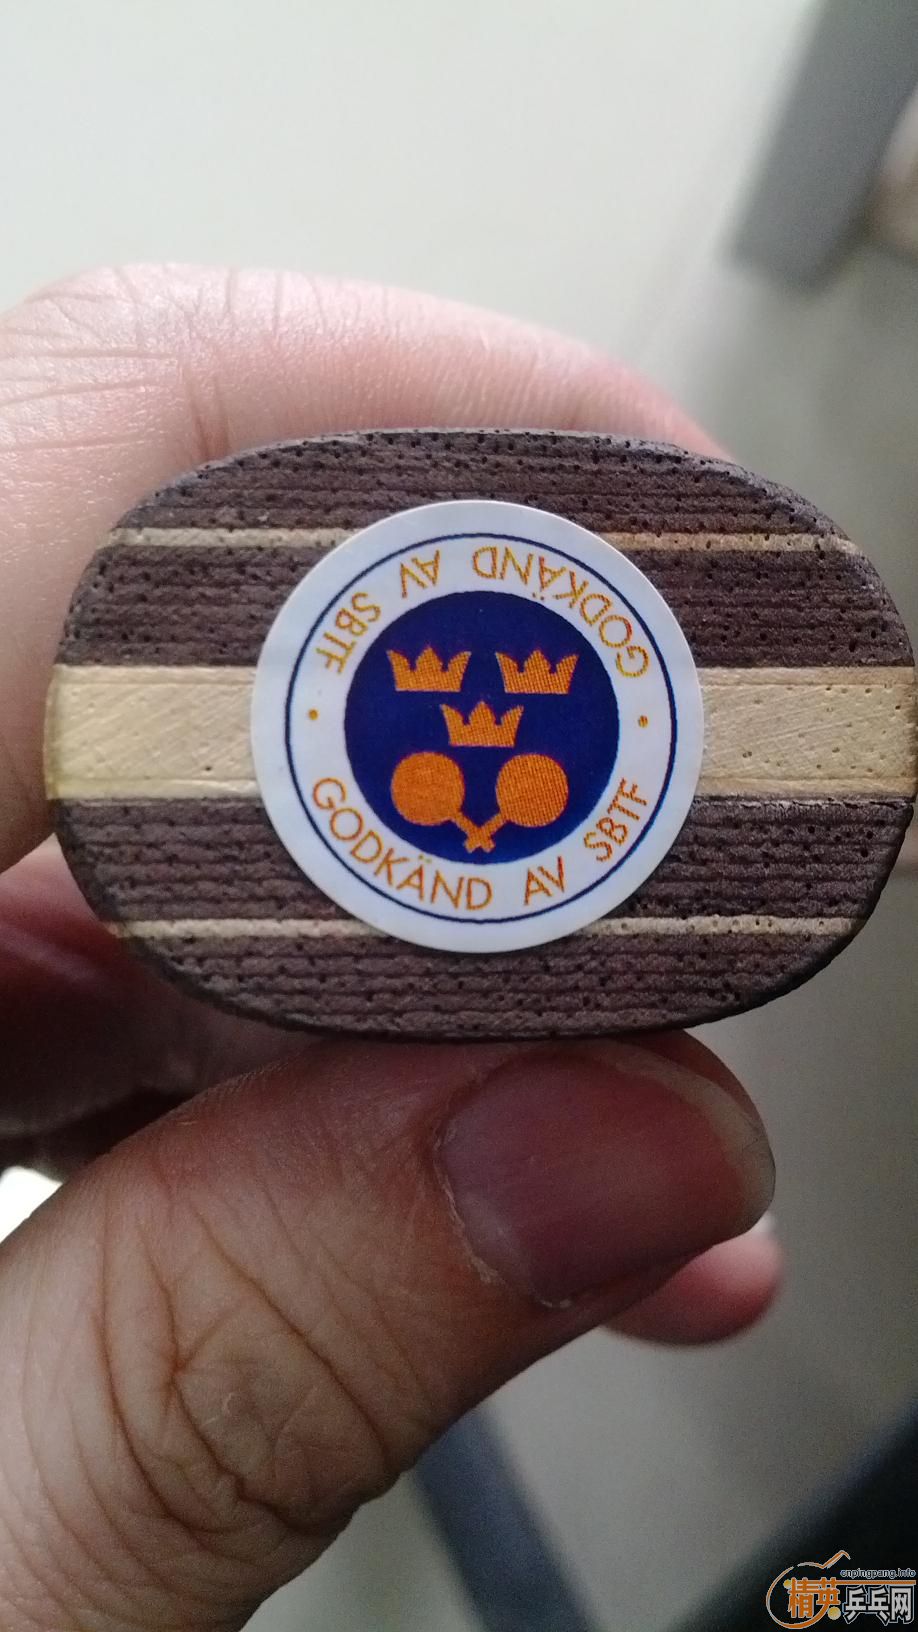 GODKÄND AV SBTF
GODKÄND AV SBTF
cnpingpang.info
精英乒乓网